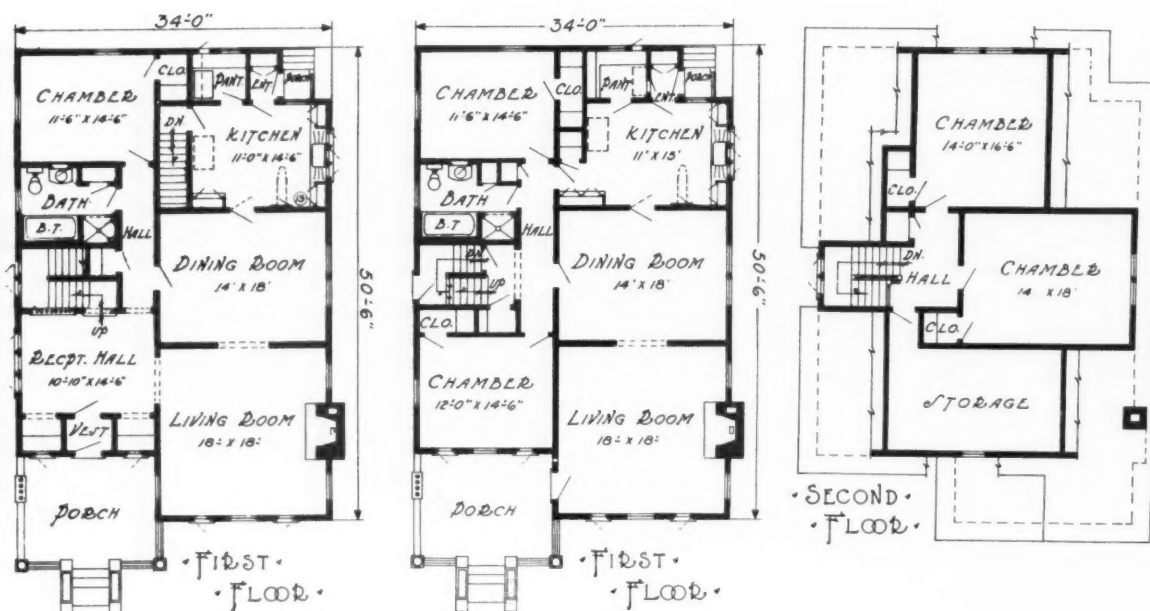 34'-0"
CLO.
PANT
ENT
PORCH
CHAMBER
11'-6" X 14'-6"
DN.
KITCHEN
11'-0" X 14'-6"
BATH
B.T.
HALL
DINING ROOM
14' X 18'
50'-6"
UP
RECPT. HALL
10'-10" X 14'-6"
LIVING ROOM
18'- X 18'-
VEST
PORCH
FIRST
FLOOR
34'-0"
PANT
ENT.
PORCH
CLO.
CHAMBER
11'-6" X 14'-6"
KITCHEN
11' X 13'
BATH
B.T
HALL
DN.
UP
DINING ROOM
14' X 18'
50'-6"
CLO.
CHAMBER
12'-0" X 14'-6"
LIVING ROOM
18'- X 18'-
PORCH
FIRST
FLOOR
CHAMBER
14'-0" X 16'-6"
CLO.
DN.
HALL
CHAMBER
14' X 18'
CLO.
STORAGE
· SECOND ·
· FLOOR ·